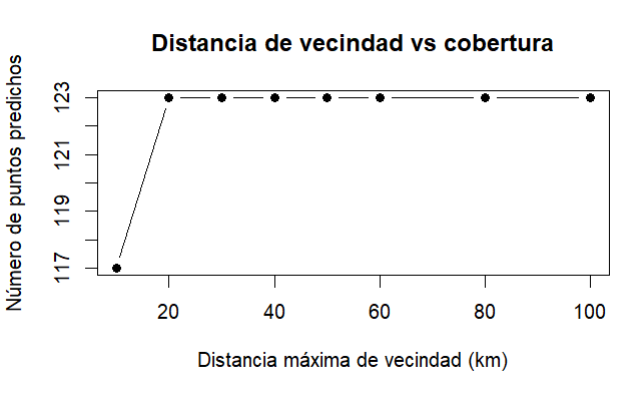 Distancia de vecindad vs cobertura
Número de puntos predichos
123
121
119
117
20 40 60 80 100
Distancia máxima de vecindad (km)